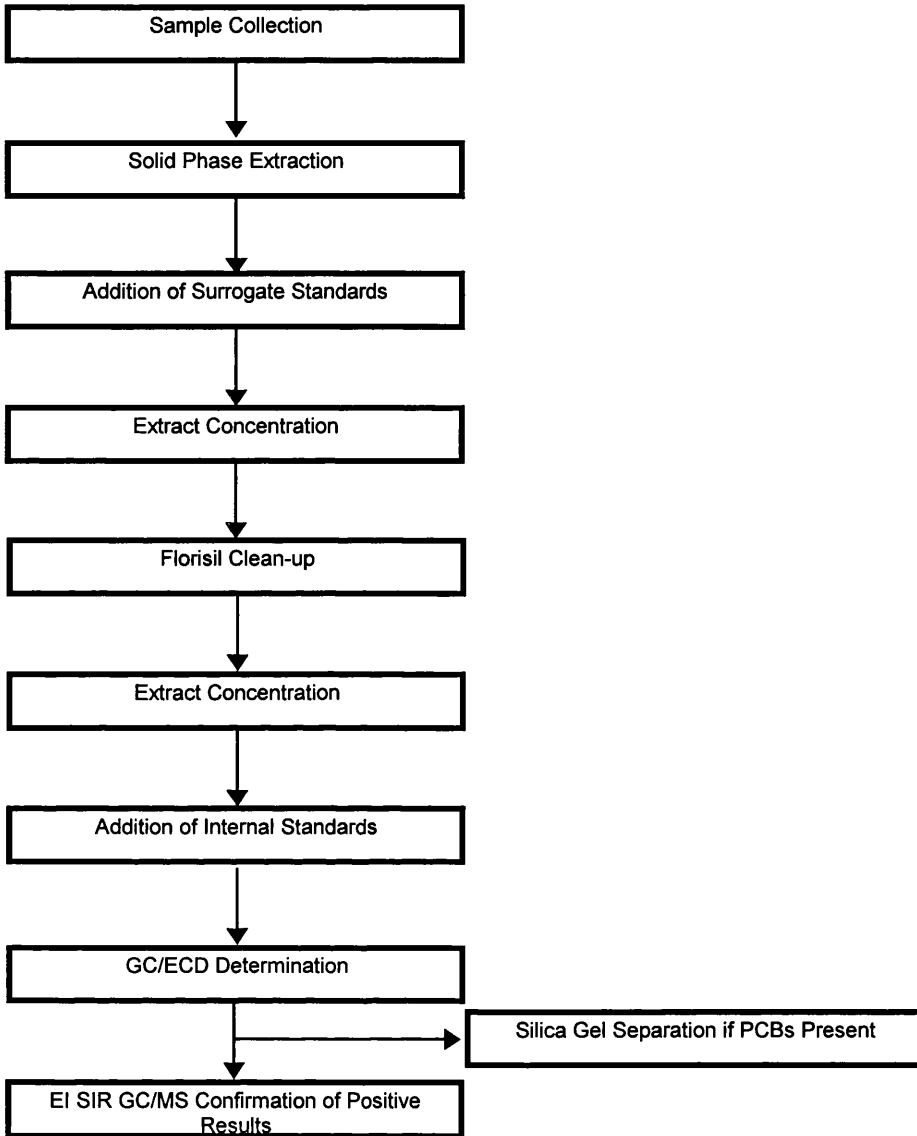 Sample Collection
Solid Phase Extraction
Addition of Surrogate Standards
Extract Concentration
Florisil Clean-up
Extract Concentration
Addition of Internal Standards
GC/ECD Determination
Silica Gel Separation if PCBs Present
EI SIR GC/MS Confirmation of Positive
Results